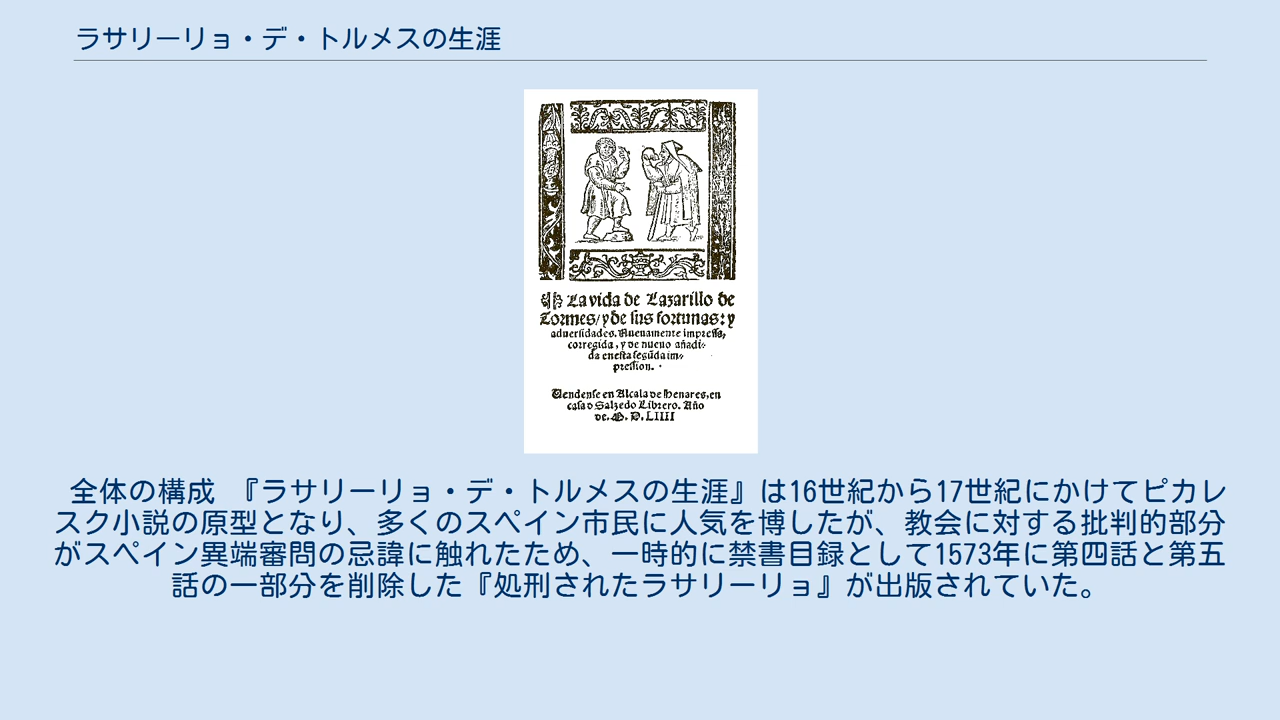 ラサリーリョ・デ・トルメスの生涯
La vida de Lazarillo de
Tormes/ y de sus fortunas: y
aduersidades. Nueuamente impressa,
corregida, y de nueuo añadi-
da en esta segũda im-
pression.
Uendense en Alcala de Henares, en
casa d Salzedo Librero. Año
de. M. D. LIIII
全体の構成 『ラサリーリョ・デ・トルメスの生涯』は16世紀から17世紀にかけてピカレ
スク小説の原型となり、多くのスペイン市民に人気を博したが、教会に対する批判的部分
がスペイン異端審問の忌諱に触れたため、一時的に禁書目録として1573年に第四話と第五
話の一部分を削除した『処刑されたラサリーリョ』が出版されていた。